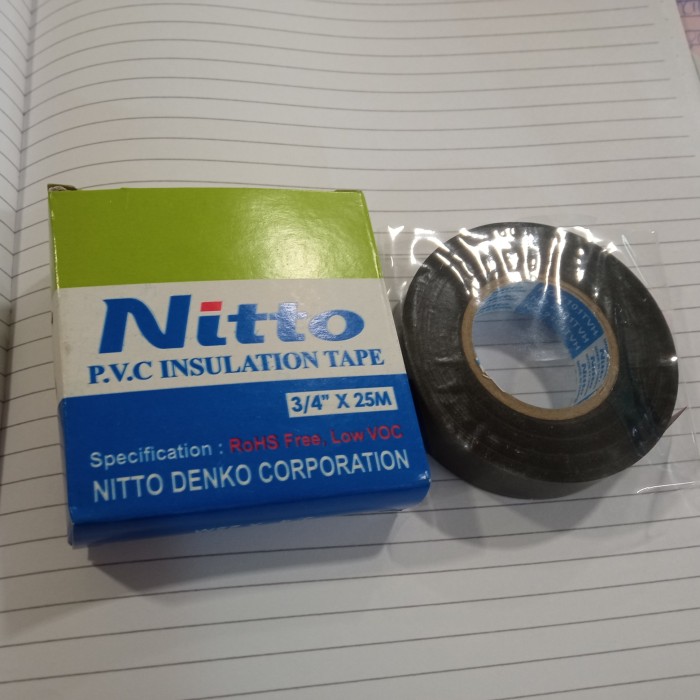 Nitto
P.V.C INSULATION TAPE
3/4" X 25M
Specification : RoHS Free, Low VOC
NITTO DENKO CORPORATION